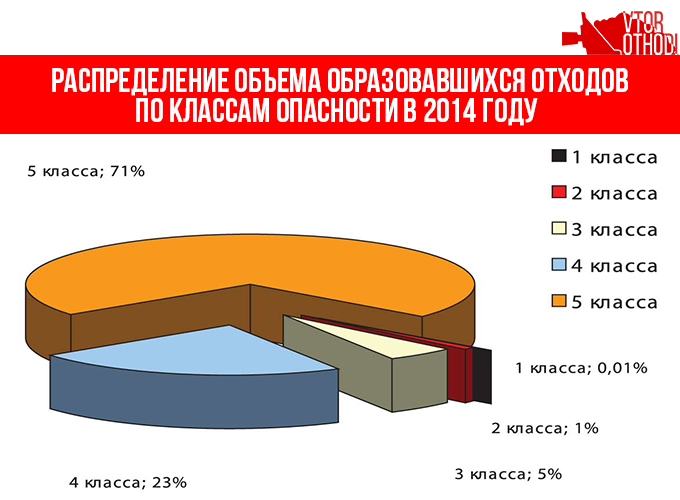 VTOR
OTHODI
РАСПРЕДЕЛЕНИЕ ОБЪЕМА ОБРАЗОВАВШИХСЯ ОТХОДОВ
ПО КЛАССАМ ОПАСНОСТИ В 2014 ГОДУ
5 класса; 71%
1 класса
2 класса
3 класса
4 класса
5 класса
1 класса; 0,01%
2 класса; 1%
3 класса; 5%
4 класса; 23%